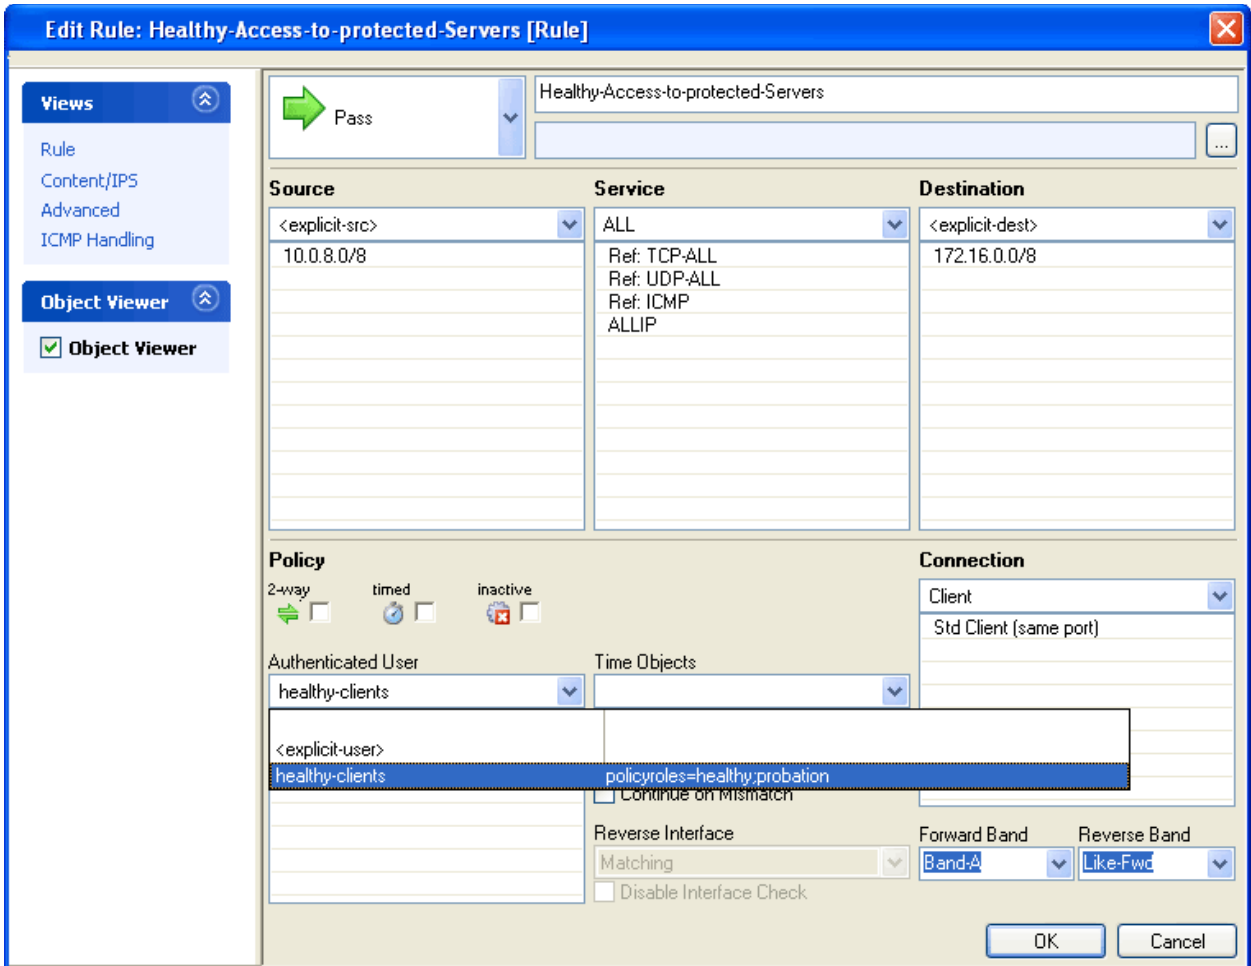 Edit Rule: Healthy-Access-to-protected-Servers [Rule]
Views
Rule
Content/IPS
Advanced
ICMP Handling
Object Viewer
Object Viewer
Pass
Healthy-Access-to-protected-Servers
...
Source
Service
Destination
<explicit-src>
ALL
<explicit-dest>
10.0.8.0/8
Ref: TCP-ALL
172.16.0.0/8
Ref: UDP-ALL
Ref: ICMP
ALLIP
Policy
Connection
2-way
timed
inactive
Client
Std Client (same port)
Authenticated User
Time Objects
healthy-clients
<explicit-user>
healthy-clients policyroles=healthy;probation
Continue on Mismatch
Reverse Interface
Forward Band
Reverse Band
Matching
Band-A
Like-Fwd
Disable Interface Check
OK
Cancel